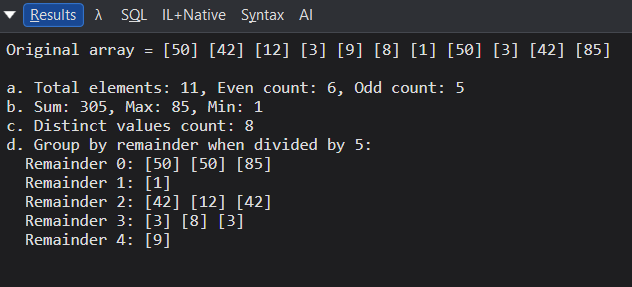 ▼ Results λ SQL IL+Native Syntax AI
Original array = [50] [42] [12] [3] [9] [8] [1] [50] [3] [42] [85]
a. Total elements: 11, Even count: 6, Odd count: 5
b. Sum: 305, Max: 85, Min: 1
c. Distinct values count: 8
d. Group by remainder when divided by 5:
Remainder 0: [50] [50] [85]
Remainder 1: [1]
Remainder 2: [42] [12] [42]
Remainder 3: [3] [8] [3]
Remainder 4: [9]